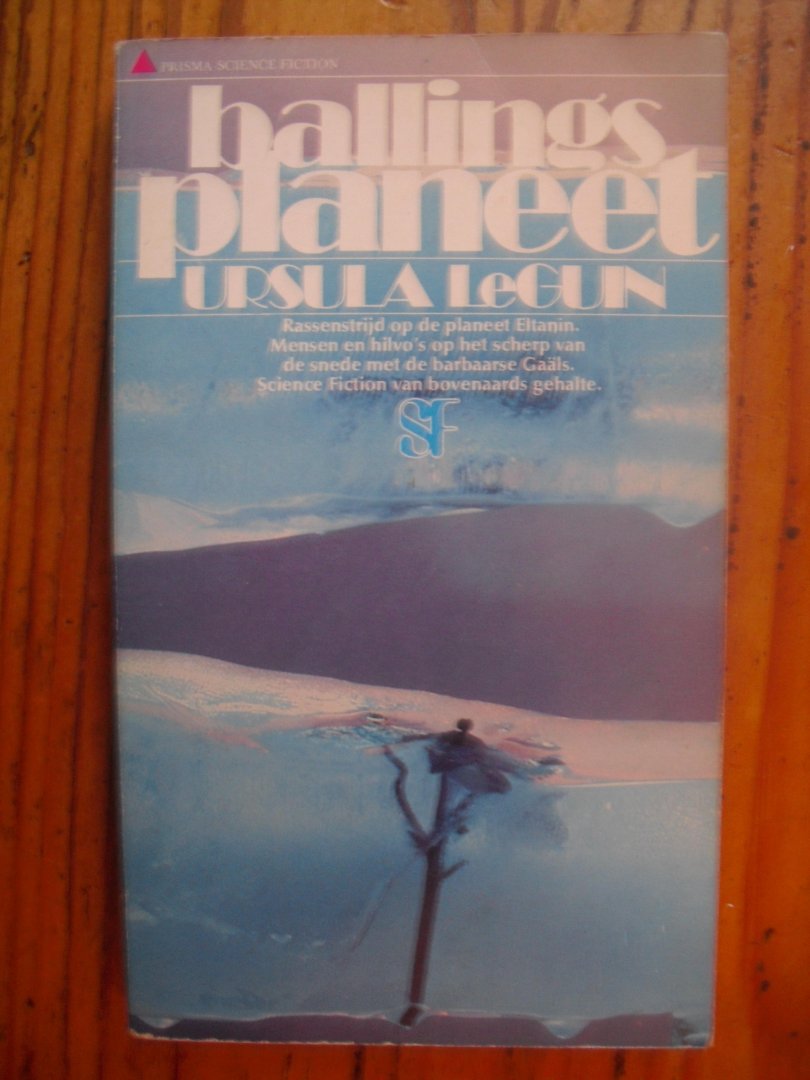 PRISMA SCIENCE FICTION
ballings
planeet
URSULA LeGUIN
Rassenstrijd op de planeet Eltanin.
Mensen en hilvo's op het scherp van
de snede met de barbaarse Gaäls.
Science Fiction van bovenaards gehalte.
SF